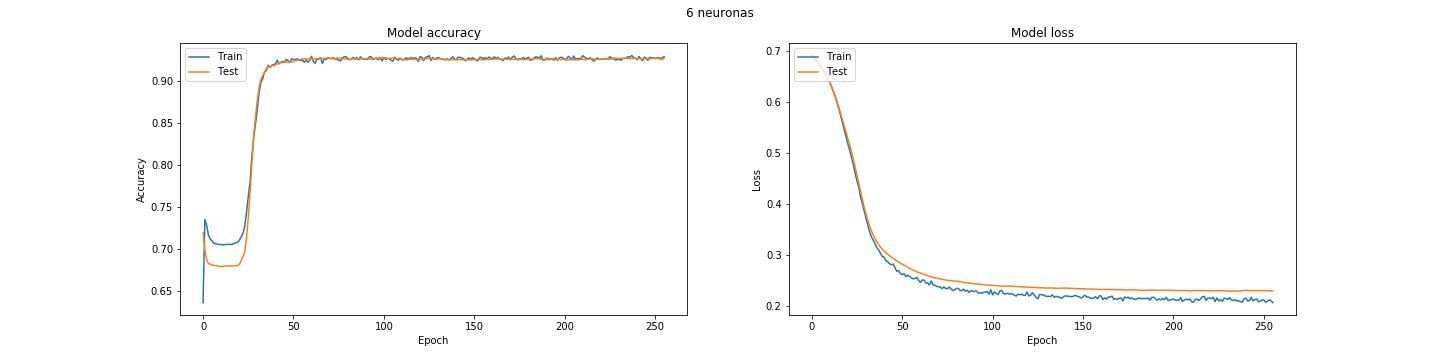 6 neuronas
Model accuracy
Train
Test
0.90
0.85
0.80
0.75
0.70
0.65
Accuracy
0 50 100 150 200 250
Epoch
Model loss
Train
Test
0.7
0.6
0.5
0.4
0.3
0.2
Loss
0 50 100 150 200 250
Epoch